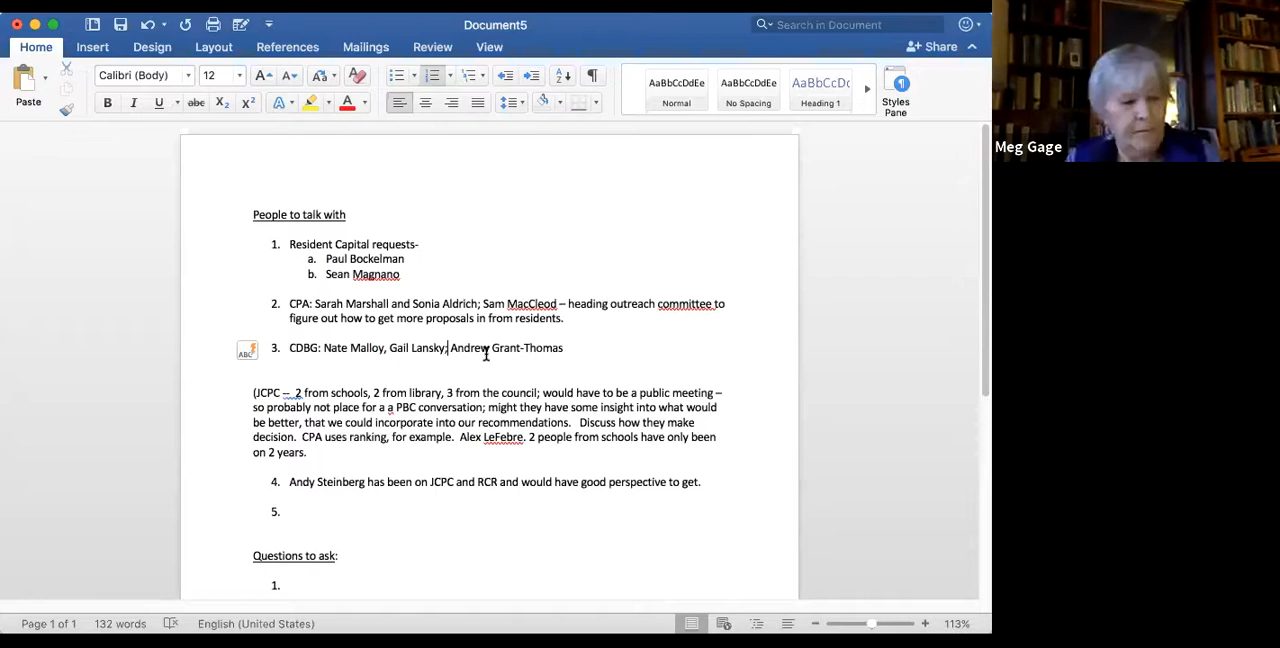 Document5
Search in Document
Home Insert Design Layout References Mailings Review View
Share
Calibri (Body) 12
AaBbCcDdEe AaBbCcDdEe AaBbCcDc
Paste
Normal No Spacing Heading 1
Styles
Pane
Meg Gage
People to talk with
1. Resident Capital requests-
a. Paul Bockelman
b. Sean Magnano
2. CPA: Sarah Marshall and Sonia Aldrich; Sam MacCleod – heading outreach committee to
figure out how to get more proposals in from residents.
3. CDBG: Nate Malloy, Gail Lansky; Andrew Grant-Thomas
(JCPC – 2 from schools, 2 from library, 3 from the council; would have to be a public meeting –
so probably not place for a a PBC conversation; might they have some insight into what would
be better, that we could incorporate into our recommendations. Discuss how they make
decision. CPA uses ranking, for example. Alex LeFebre. 2 people from schools have only been
on 2 years.
4. Andy Steinberg has been on JCPC and RCR and would have good perspective to get.
5.
Questions to ask:
1.
Page 1 of 1 132 words English (United States) 113%